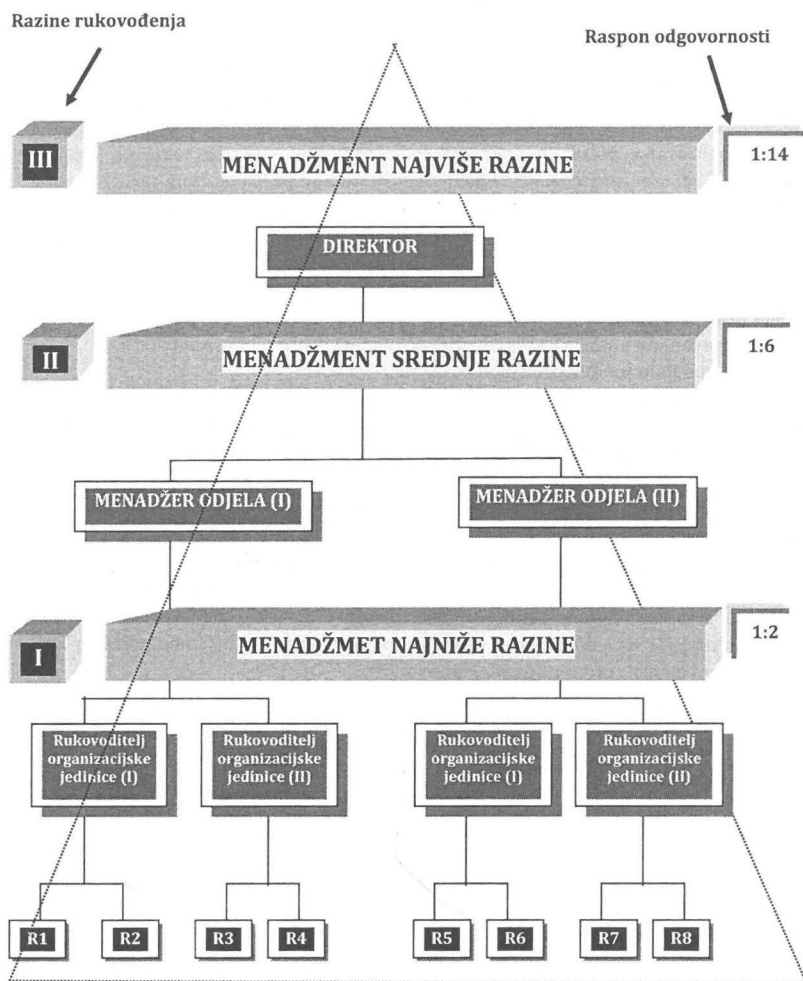 Razine rukovođenja
Raspon odgovornosti
III
MENADŽMENT NAJVIŠE RAZINE
1:14
DIREKTOR
II
MENADŽMENT SREDNJE RAZINE
1:6
MENADŽER ODJELA (I)
MENADŽER ODJELA (II)
I
MENADŽMET NAJNIŽE RAZINE
1:2
Rukovoditelj
organizacijske
jedinice (I)
Rukovoditelj
organizacijske
jedinice (II)
Rukovoditelj
organizacijske
jedinice (I)
Rukovoditelj
organizacijske
jedinice (II)
R1
R2
R3
R4
R5
R6
R7
R8